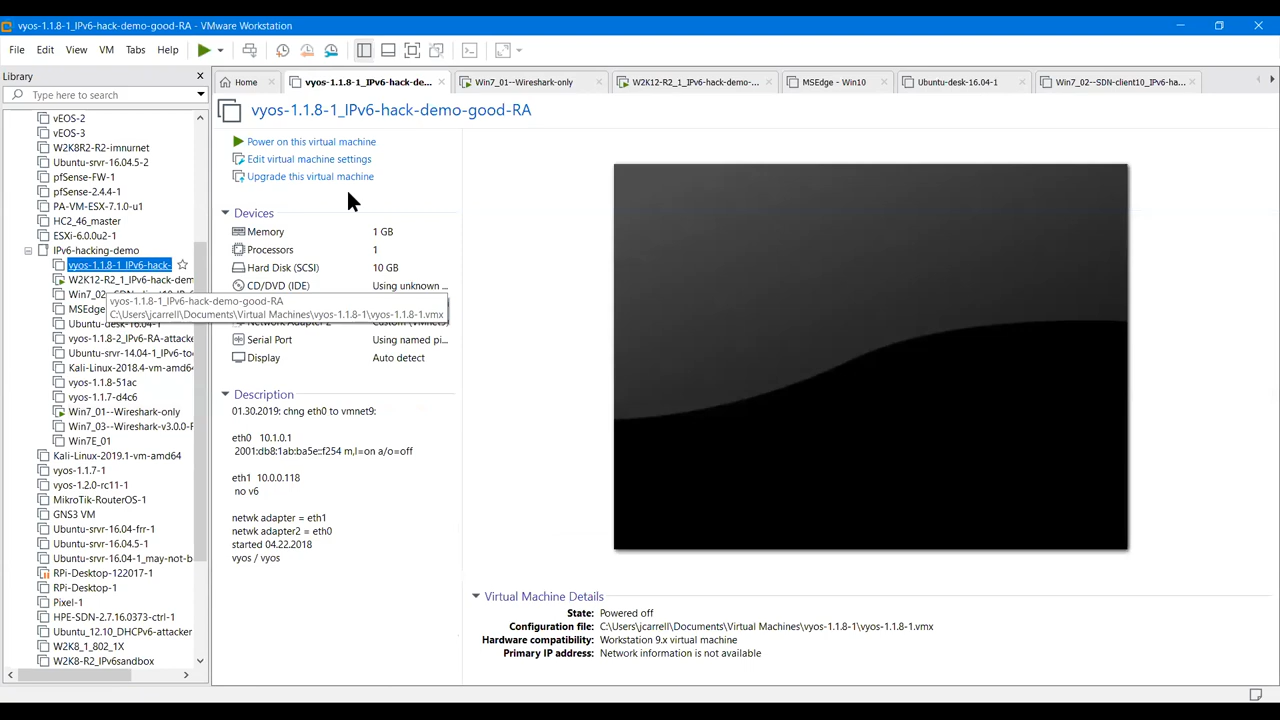 vyos-1.1.8-1_IPv6-hack-demo-good-RA - VMware Workstation
File Edit View VM Tabs Help
Library
Type here to search
vEOS-2
vEOS-3
W2K8R2-R2-imnurnet
Ubuntu-srvr-16.04.5-2
pfSense-FW-1
pfSense-2.4.4-1
PA-VM-ESX-7.1.0-u1
HC2_46_master
ESXi-6.0.0u2-1
IPv6-hacking-demo
vyos-1.1.8-1_IPv6-hack-
W2K12-R2_1_IPv6-hack-dem
Win7_02
MSEdge
Ubuntu-desk-16.04-1
vyos-1.1.8-2_IPv6-RA-attacke
Ubuntu-srvr-14.04-1_IPv6-to
Kali-Linux-2018.4-vm-amd64
vyos-1.1.8-51ac
vyos-1.1.7-d4c6
Win7_01--Wireshark-only
Win7_03--Wireshark-v3.0.0-F
Win7E_01
Kali-Linux-2019.1-vm-amd64
vyos-1.1.7-1
vyos-1.2.0-rc11-1
MikroTik-RouterOS-1
GNS3 VM
Ubuntu-srvr-16.04-frr-1
Ubuntu-srvr-16.04.5-1
Ubuntu-srvr-16.04-1_may-not-b
RPi-Desktop-122017-1
RPi-Desktop-1
Pixel-1
HPE-SDN-2.7.16.0373-ctrl-1
Ubuntu_12.10_DHCPv6-attacker
W2K8_1_802_1X
W2K8-R2_IPv6sandbox
Home
vyos-1.1.8-1_IPv6-hack-de...
Win7_01--Wireshark-only
W2K12-R2_1_IPv6-hack-demo-...
MSEdge - Win10
Ubuntu-desk-16.04-1
Win7_02--SDN-client10_IPv6-ha...
vyos-1.1.8-1_IPv6-hack-demo-good-RA
Power on this virtual machine
Edit virtual machine settings
Upgrade this virtual machine
Devices
Memory 1 GB
Processors 1
Hard Disk (SCSI) 10 GB
CD/DVD (IDE) Using unknown ...
vyos-1.1.8-1_IPv6-hack-demo-good-RA
C:\Users\jcarrell\Documents\Virtual Machines\vyos-1.1.8-1\vyos-1.1.8-1.vmx
Serial Port Using named pi...
Display Auto detect
Description
01.30.2019: chng eth0 to vmnet9:
eth0 10.1.0.1
2001:db8:1ab:ba5e::f254 m,l=on a/o=off
eth1 10.0.0.118
no v6
netwk adapter = eth1
netwk adapter2 = eth0
started 04.22.2018
vyos / vyos
Virtual Machine Details
State: Powered off
Configuration file: C:\Users\jcarrell\Documents\Virtual Machines\vyos-1.1.8-1\vyos-1.1.8-1.vmx
Hardware compatibility: Workstation 9.x virtual machine
Primary IP address: Network information is not available